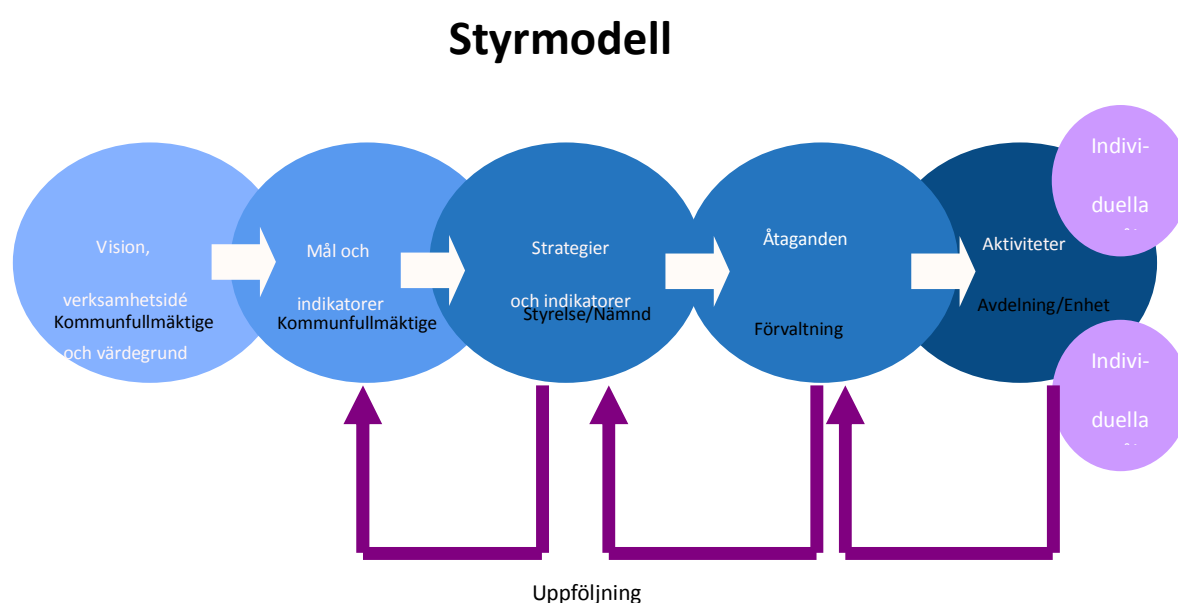 Styrmodell
Vision,
verksamhetsidé
Kommunfullmäktige
och värdegrund
Mål och
indikatorer
Kommunfullmäktige
Strategier
och indikatorer
Styrelse/Nämnd
Åtaganden
Förvaltning
Aktiviteter
Avdelning/Enhet
Indivi-
duella
Indivi-
duella
Uppföljning